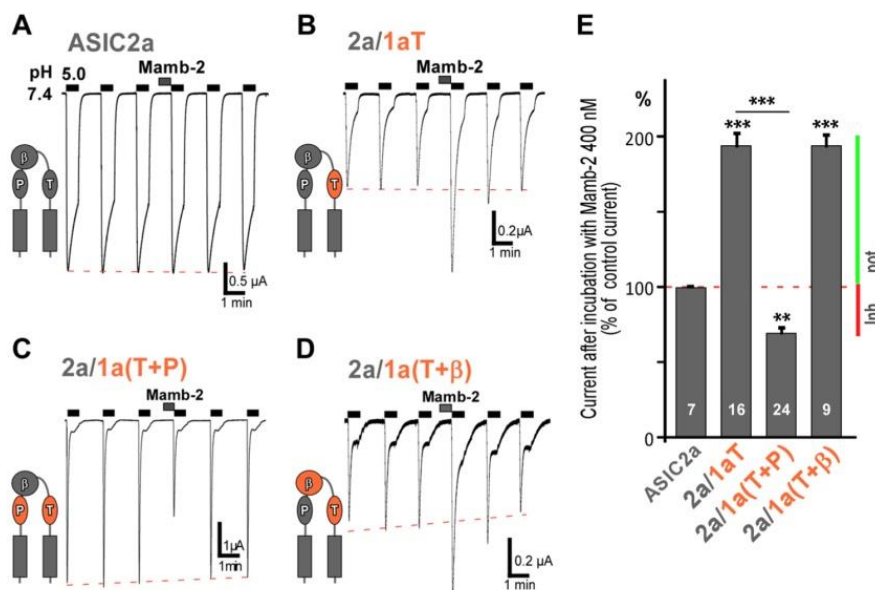 A
ASIC2a
pH 5.0
7.4
Mamb-2
β
P T
0.5 µA
1 min
B
2a/1aT
Mamb-2
β
P T
0.2µA
1 min
C
2a/1a(T+P)
Mamb-2
β
P T
1µA
1min
D
2a/1a(T+β)
Mamb-2
β
P T
0.2 µA
1 min
E
%
200
100
0
Current after incubation with Mamb-2 400 nM
(% of control current)
***
***
**
***
7
16
24
9
ASIC2a
2a/1aT
2a/1a(T+P)
2a/1a(T+β)
pot
Inh